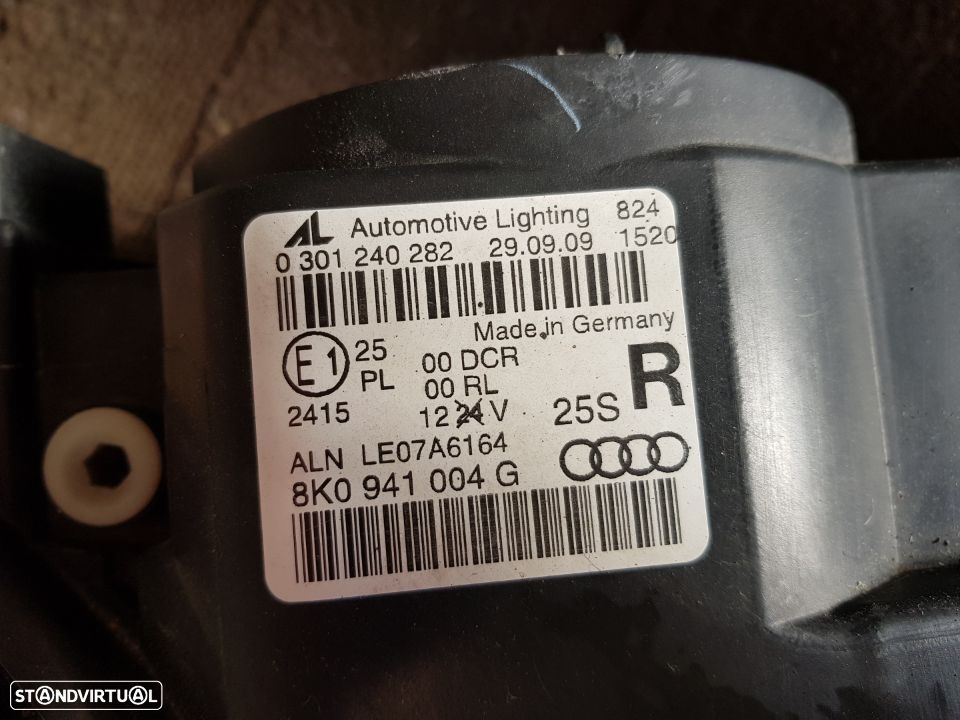 AL Automotive Lighting 824
0 301 240 282 29.09.09 1520
Made in Germany
E1 25 00 DCR R
PL 00 RL
2415 12 24 V 25S
ALN LE07A6164
8K0 941 004 G
STANDVIRTUAL